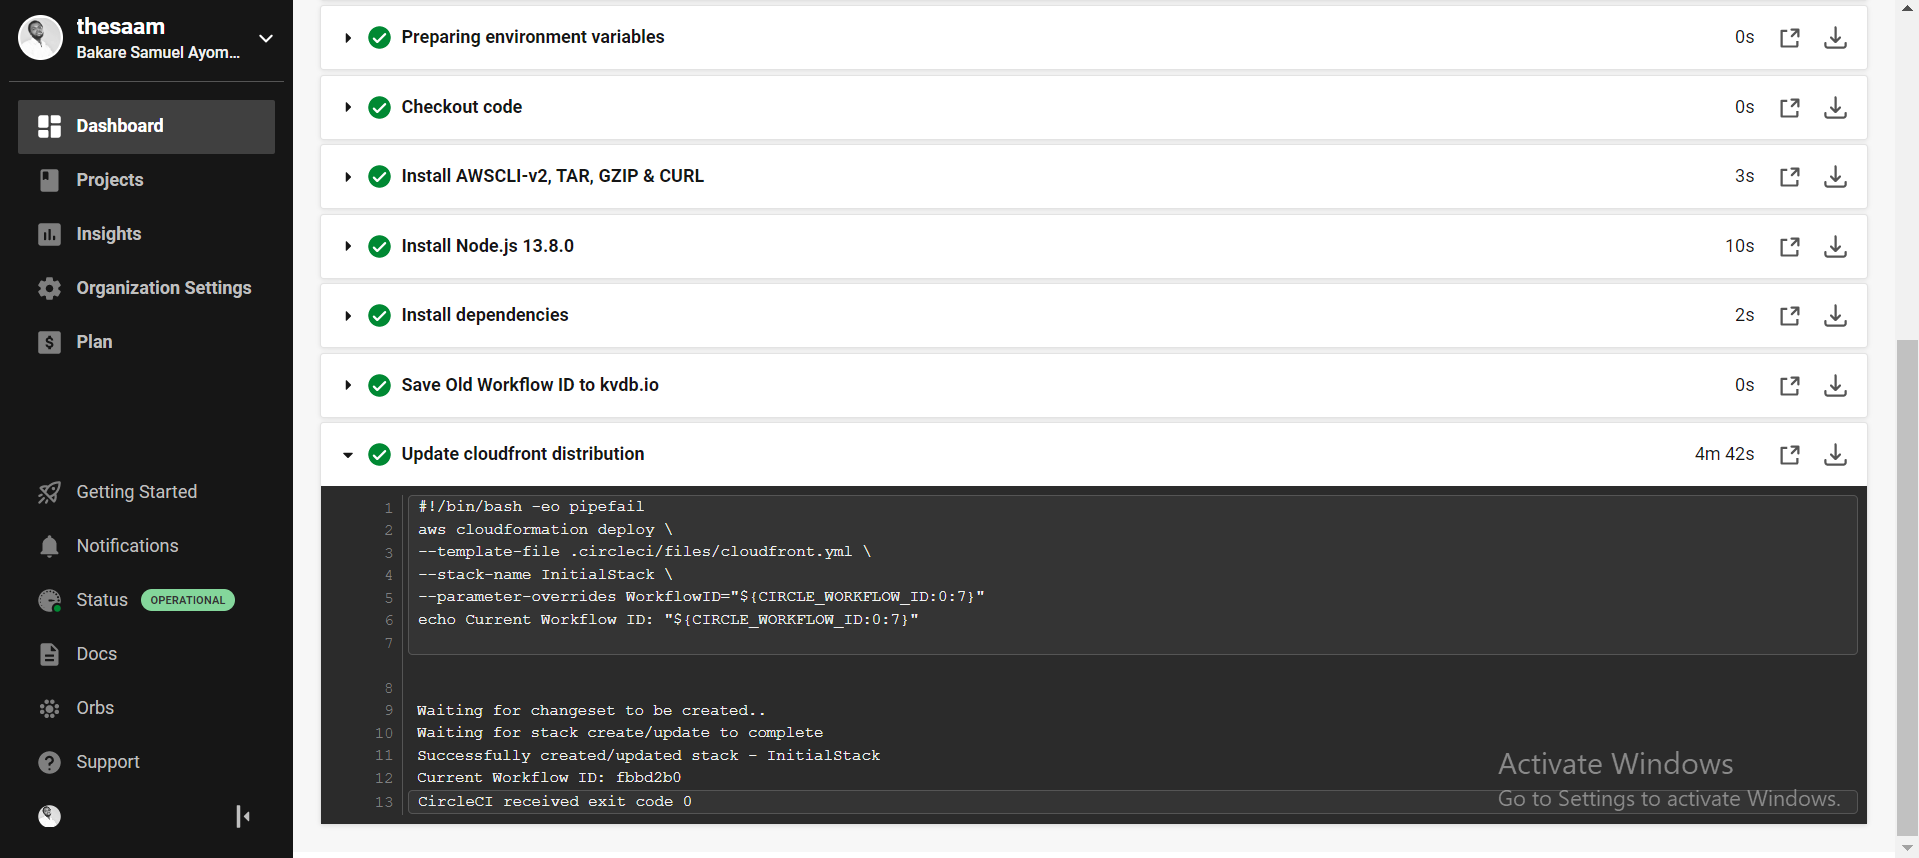 thesaam
Bakare Samuel Ayom...
Dashboard
Projects
Insights
Organization Settings
Plan
Getting Started
Notifications
Status OPERATIONAL
Docs
Orbs
Support
Preparing environment variables 0s
Checkout code 0s
Install AWSCLI-v2, TAR, GZIP & CURL 3s
Install Node.js 13.8.0 10s
Install dependencies 2s
Save Old Workflow ID to kvdb.io 0s
Update cloudfront distribution 4m 42s
1 #!/bin/bash -eo pipefail
2 aws cloudformation deploy \
3 --template-file .circleci/files/cloudfront.yml \
4 --stack-name InitialStack \
5 --parameter-overrides WorkflowID="${CIRCLE_WORKFLOW_ID:0:7}"
6 echo Current Workflow ID: "${CIRCLE_WORKFLOW_ID:0:7}"
7
8
9 Waiting for changeset to be created..
10 Waiting for stack create/update to complete
11 Successfully created/updated stack - InitialStack
12 Current Workflow ID: fbbd2b0
13 CircleCI received exit code 0
Activate Windows
Go to Settings to activate Windows.